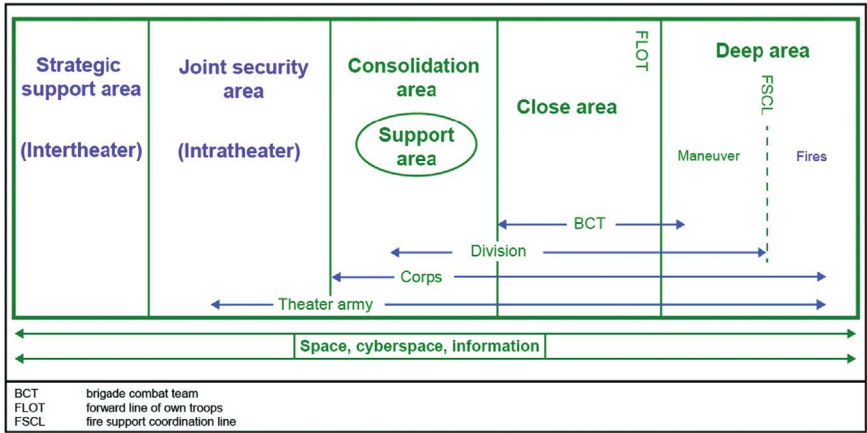 Strategic
support area
(Intertheater)
Joint security
area
(Intratheater)
Consolidation
area
Support
area
Close area
FLOT
Deep area
FSCL
Maneuver
Fires
BCT
Division
Corps
Theater army
Space, cyberspace, information
BCT brigade combat team
FLOT forward line of own troops
FSCL fire support coordination line